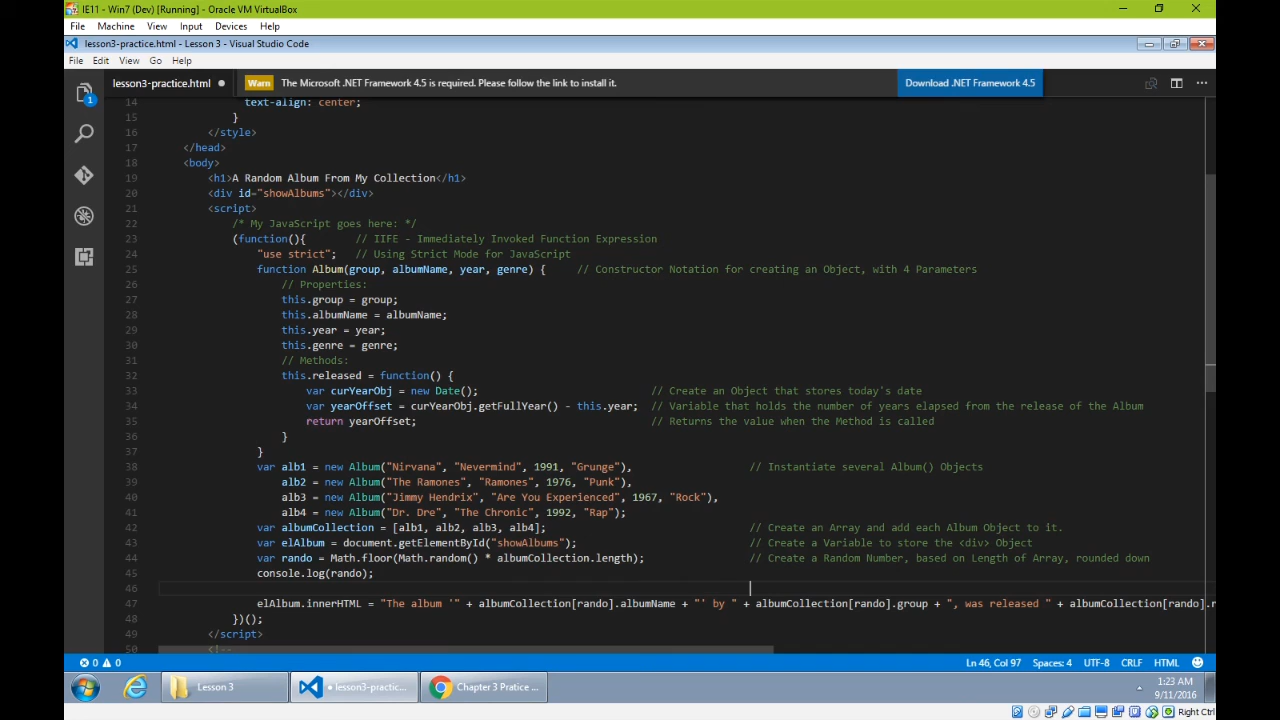 IE11 - Win7 (Dev) [Running] - Oracle VM VirtualBox
File Machine View Input Devices Help
lesson3-practice.html - Lesson 3 - Visual Studio Code
File Edit View Go Help
lesson3-practice.html Warn The Microsoft .NET Framework 4.5 is required. Please follow the link to install it. Download .NET Framework 4.5
14 text-align: center;
15 }
16 </style>
17 </head>
18 <body>
19 <h1>A Random Album From My Collection</h1>
20 <div id="showAlbums"></div>
21 <script>
22 /* My JavaScript goes here: */
23 (function(){ // IIFE - Immediately Invoked Function Expression
24 "use strict"; // Using Strict Mode for JavaScript
25 function Album(group, albumName, year, genre) { // Constructor Notation for creating an Object, with 4 Parameters
26 // Properties:
27 this.group = group;
28 this.albumName = albumName;
29 this.year = year;
30 this.genre = genre;
31 // Methods:
32 this.released = function() {
33 var curYearObj = new Date(); // Create an Object that stores today's date
34 var yearOffset = curYearObj.getFullYear() - this.year; // Variable that holds the number of years elapsed from the release of the Album
35 return yearOffset; // Returns the value when the Method is called
36 }
37 }
38 var alb1 = new Album("Nirvana", "Nevermind", 1991, "Grunge"), // Instantiate several Album() Objects
39 alb2 = new Album("The Ramones", "Ramones", 1976, "Punk"),
40 alb3 = new Album("Jimmy Hendrix", "Are You Experienced", 1967, "Rock"),
41 alb4 = new Album("Dr. Dre", "The Chronic", 1992, "Rap");
42 var albumCollection = [alb1, alb2, alb3, alb4]; // Create an Array and add each Album Object to it.
43 var elAlbum = document.getElementById("showAlbums"); // Create a Variable to store the <div> Object
44 var rando = Math.floor(Math.random() * albumCollection.length); // Create a Random Number, based on Length of Array, rounded down
45 console.log(rando);
46
47 elAlbum.innerHTML = "The album '" + albumCollection[rando].albumName + "' by " + albumCollection[rando].group + ", was released " + albumCollection[rando].r
48 })();
49 </script>
50 <!--
0 0 Ln 46, Col 97 Spaces: 4 UTF-8 CRLF HTML
Lesson 3 • lesson3-practic... Chapter 3 Pratice ... 1:23 AM
9/11/2016
Right Ctrl